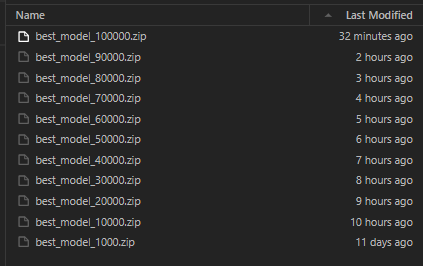 Name Last Modified
best_model_100000.zip 32 minutes ago
best_model_90000.zip 2 hours ago
best_model_80000.zip 3 hours ago
best_model_70000.zip 4 hours ago
best_model_60000.zip 5 hours ago
best_model_50000.zip 6 hours ago
best_model_40000.zip 7 hours ago
best_model_30000.zip 8 hours ago
best_model_20000.zip 9 hours ago
best_model_10000.zip 10 hours ago
best_model_1000.zip 11 days ago